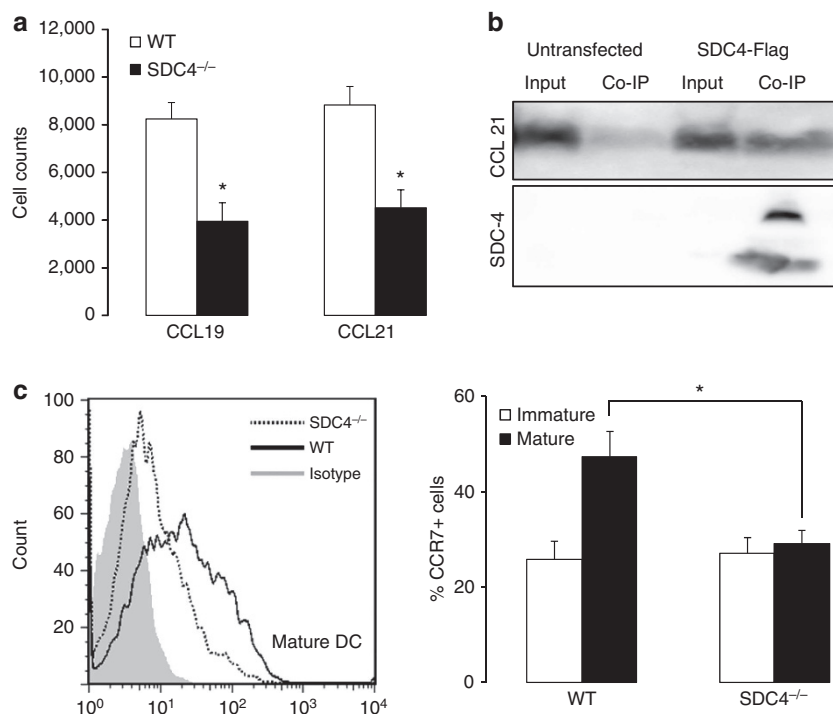 a
12,000
10,000
8,000
6,000
4,000
2,000
0
Cell counts
WT
SDC4−/−
*
*
CCL19
CCL21
b
Untransfected
SDC4-Flag
Input
Co-IP
Input
Co-IP
CCL 21
SDC-4
c
100
80
60
40
20
Count
SDC4−/−
WT
Isotype
Mature DC
10⁰
10¹
10²
10³
10⁴
60
40
20
0
% CCR7+ cells
Immature
Mature
*
WT
SDC4−/−